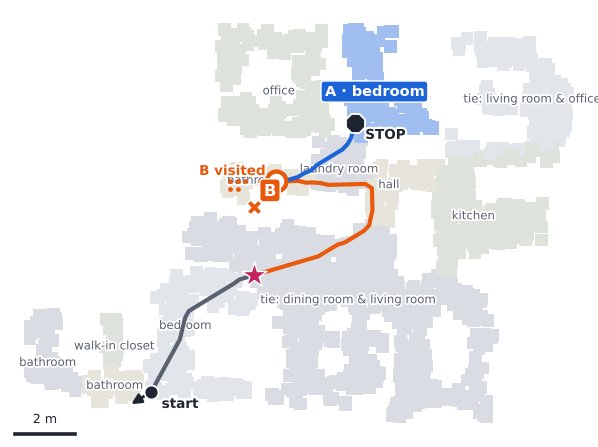 office
A · bedroom
tie: living room & office
STOP
B visited
laundry room
B
hall
kitchen
tie: dining room & living room
bedroom
walk-in closet
bathroom
bathroom
start
2 m